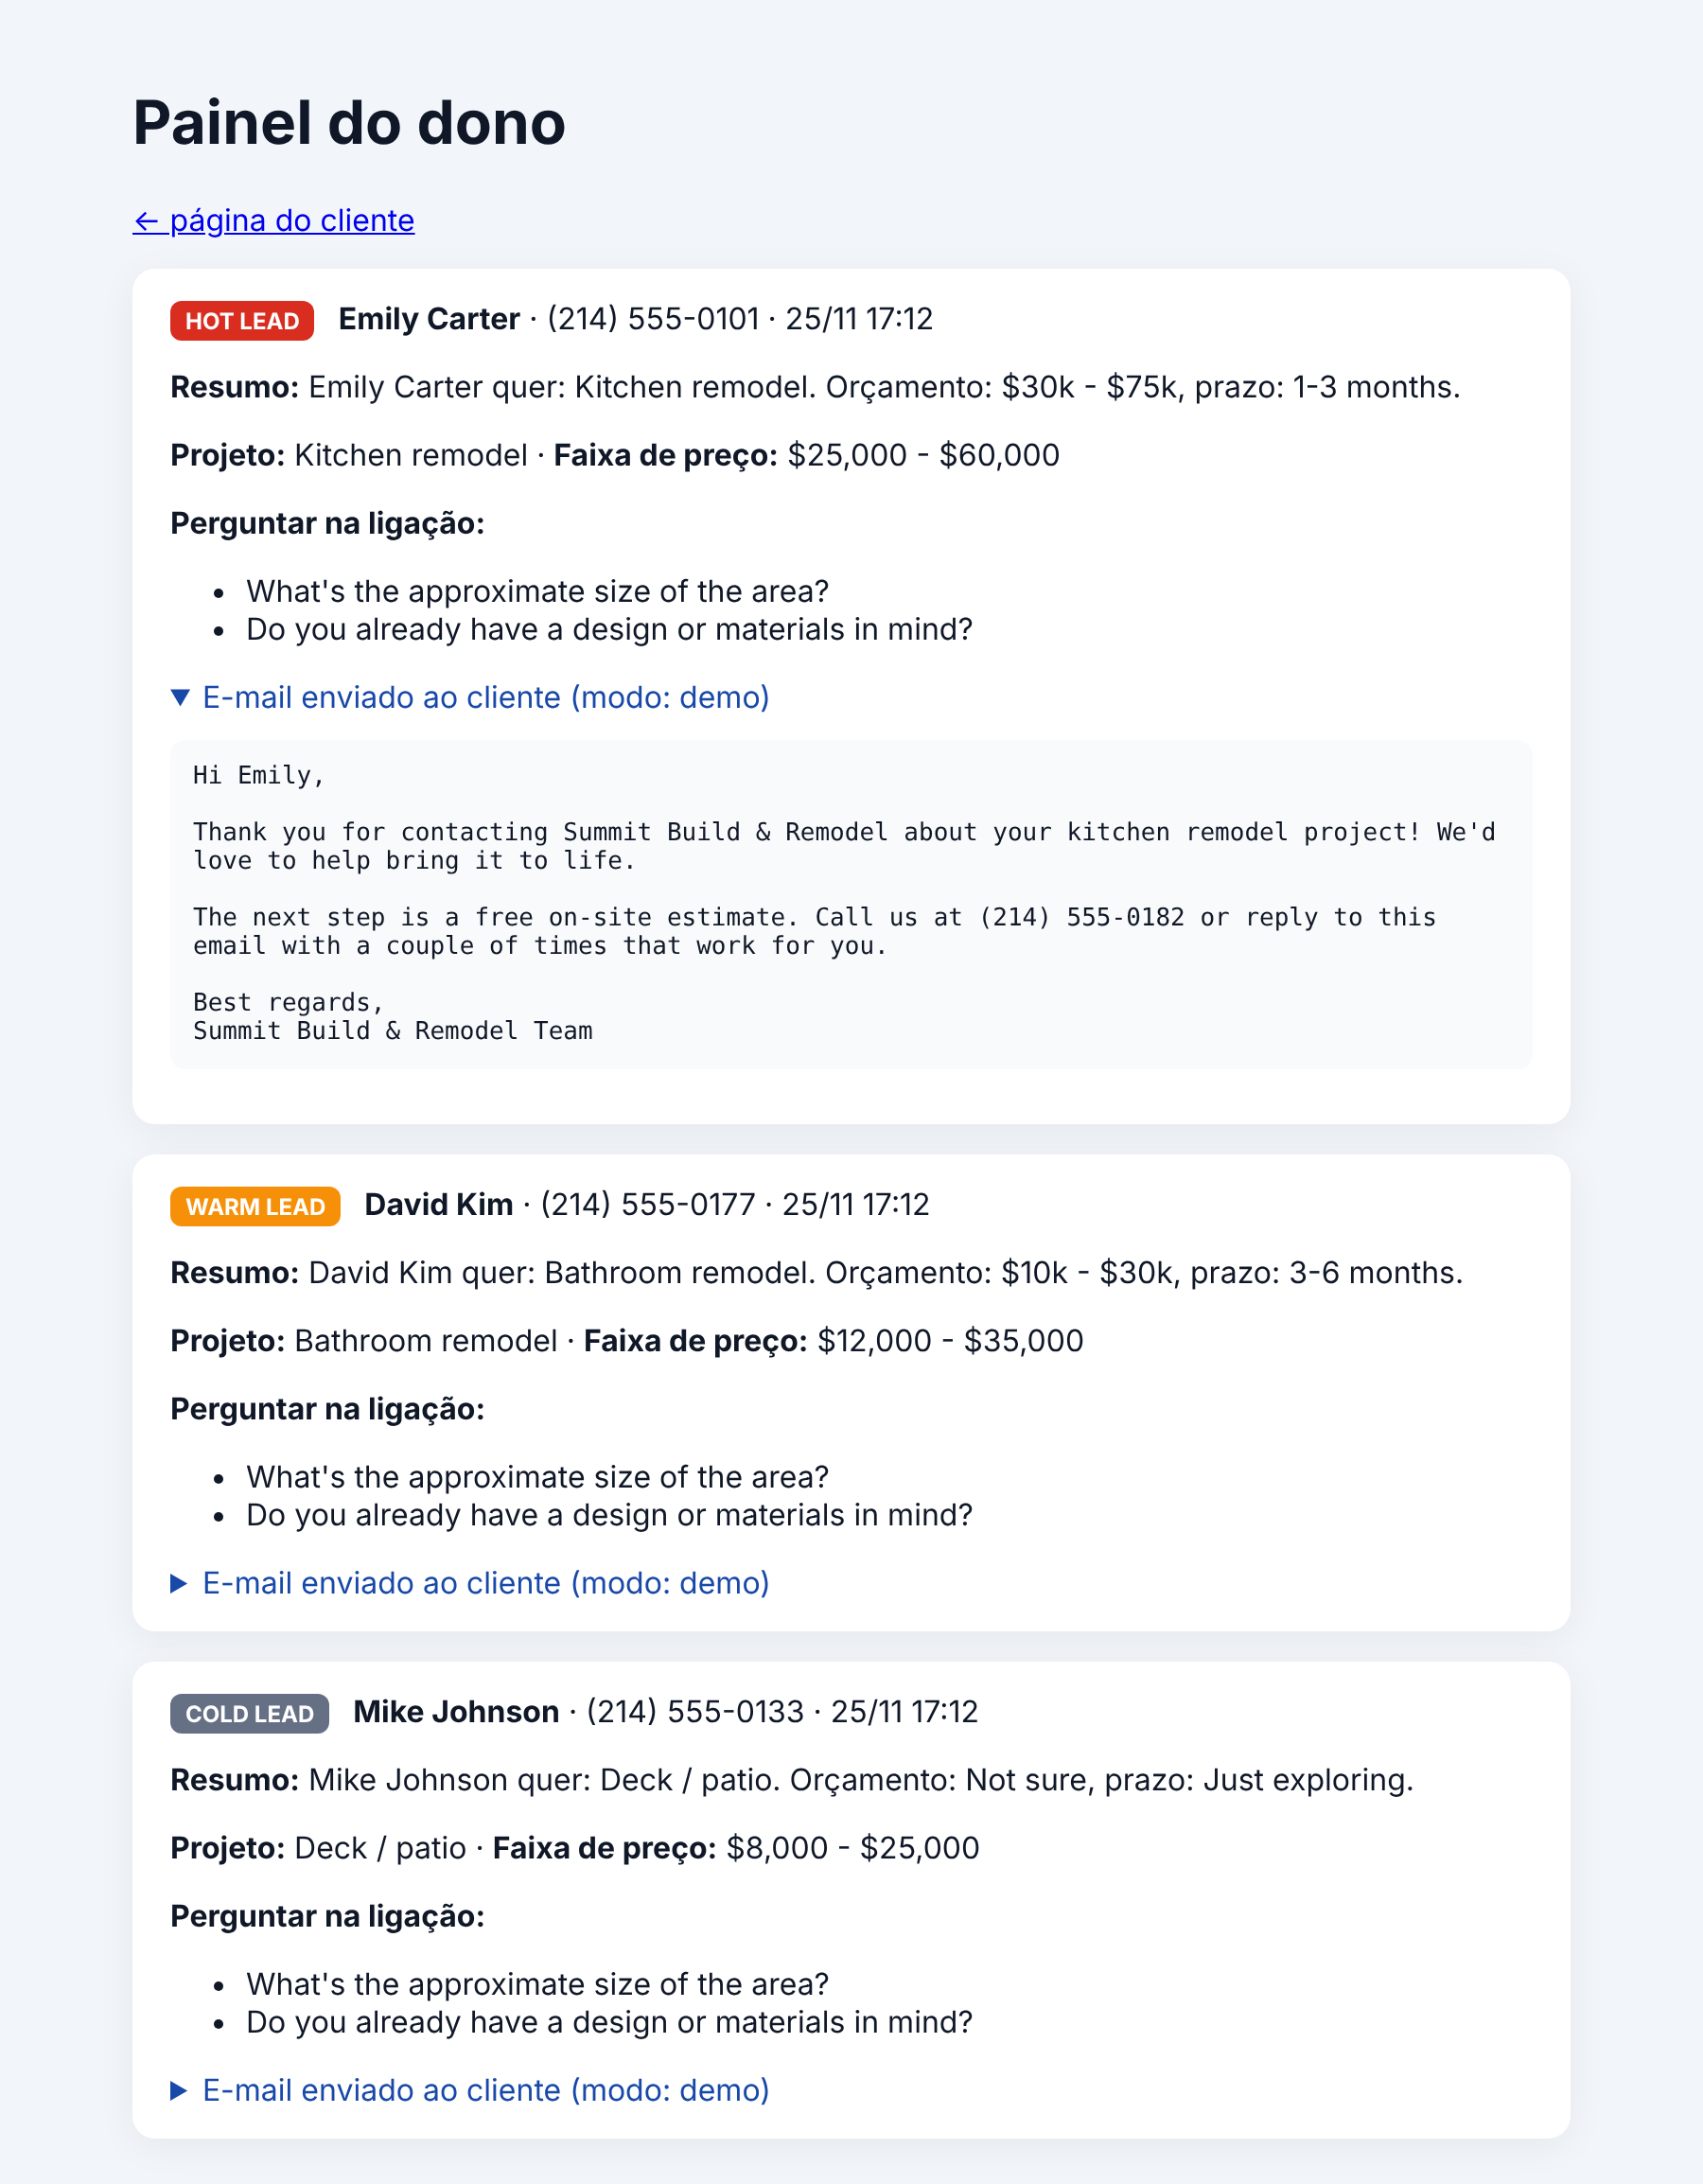 Painel do dono
← página do cliente
HOT LEAD Emily Carter · (214) 555-0101 · 25/11 17:12
Resumo: Emily Carter quer: Kitchen remodel. Orçamento: $30k - $75k, prazo: 1-3 months.
Projeto: Kitchen remodel · Faixa de preço: $25,000 - $60,000
Perguntar na ligação:
• What's the approximate size of the area?
• Do you already have a design or materials in mind?
▼ E-mail enviado ao cliente (modo: demo)
Hi Emily,
Thank you for contacting Summit Build & Remodel about your kitchen remodel project! We'd
love to help bring it to life.
The next step is a free on-site estimate. Call us at (214) 555-0182 or reply to this
email with a couple of times that work for you.
Best regards,
Summit Build & Remodel Team
WARM LEAD David Kim · (214) 555-0177 · 25/11 17:12
Resumo: David Kim quer: Bathroom remodel. Orçamento: $10k - $30k, prazo: 3-6 months.
Projeto: Bathroom remodel · Faixa de preço: $12,000 - $35,000
Perguntar na ligação:
• What's the approximate size of the area?
• Do you already have a design or materials in mind?
▶ E-mail enviado ao cliente (modo: demo)
COLD LEAD Mike Johnson · (214) 555-0133 · 25/11 17:12
Resumo: Mike Johnson quer: Deck / patio. Orçamento: Not sure, prazo: Just exploring.
Projeto: Deck / patio · Faixa de preço: $8,000 - $25,000
Perguntar na ligação:
• What's the approximate size of the area?
• Do you already have a design or materials in mind?
▶ E-mail enviado ao cliente (modo: demo)